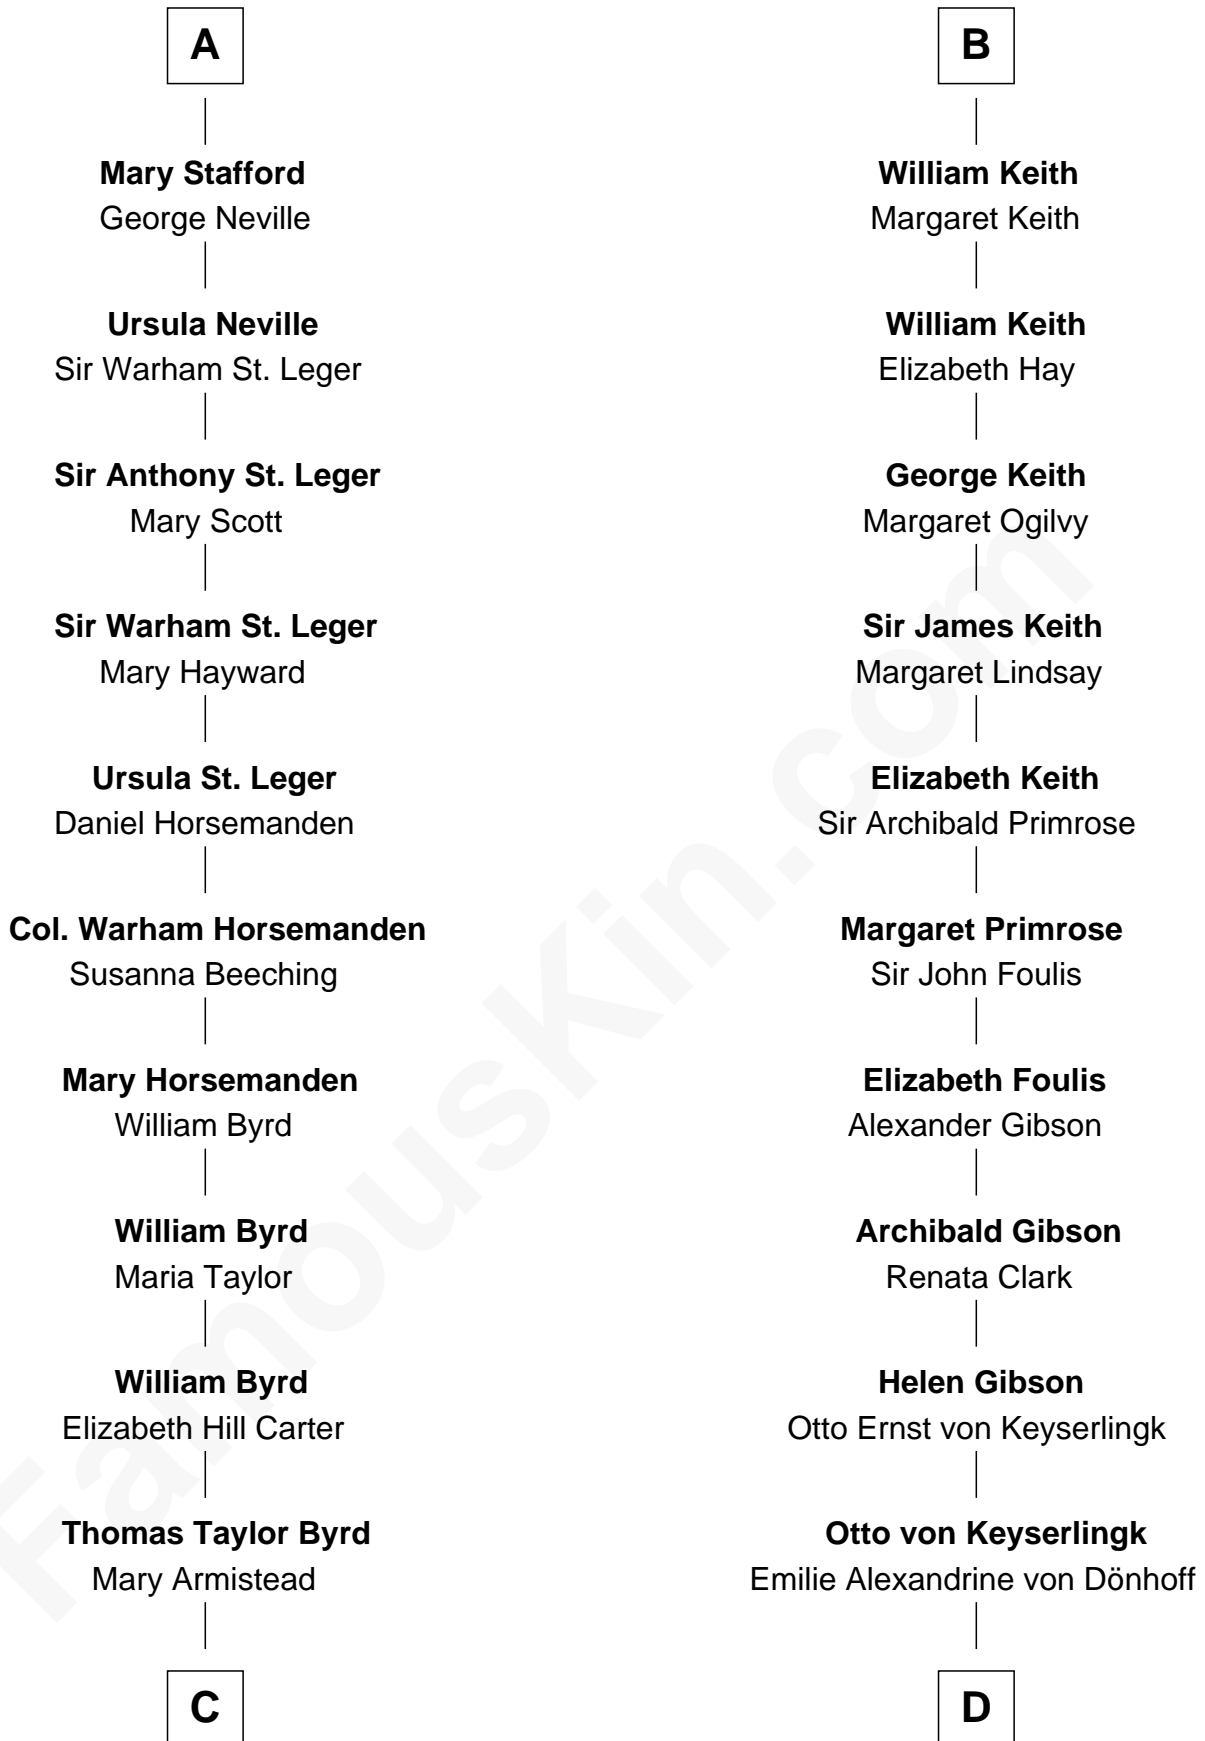 A
Mary Stafford
George Neville
Ursula Neville
Sir Warham St. Leger
Sir Anthony St. Leger
Mary Scott
Sir Warham St. Leger
Mary Hayward
Ursula St. Leger
Daniel Horsemanden
Col. Warham Horsemanden
Susanna Beeching
Mary Horsemanden
William Byrd
William Byrd
Maria Taylor
William Byrd
Elizabeth Hill Carter
Thomas Taylor Byrd
Mary Armistead
C
B
William Keith
Margaret Keith
William Keith
Elizabeth Hay
George Keith
Margaret Ogilvy
Sir James Keith
Margaret Lindsay
Elizabeth Keith
Sir Archibald Primrose
Margaret Primrose
Sir John Foulis
Elizabeth Foulis
Alexander Gibson
Archibald Gibson
Renata Clark
Helen Gibson
Otto Ernst von Keyserlingk
Otto von Keyserlingk
Emilie Alexandrine von Dönhoff
D
FamousKin.com